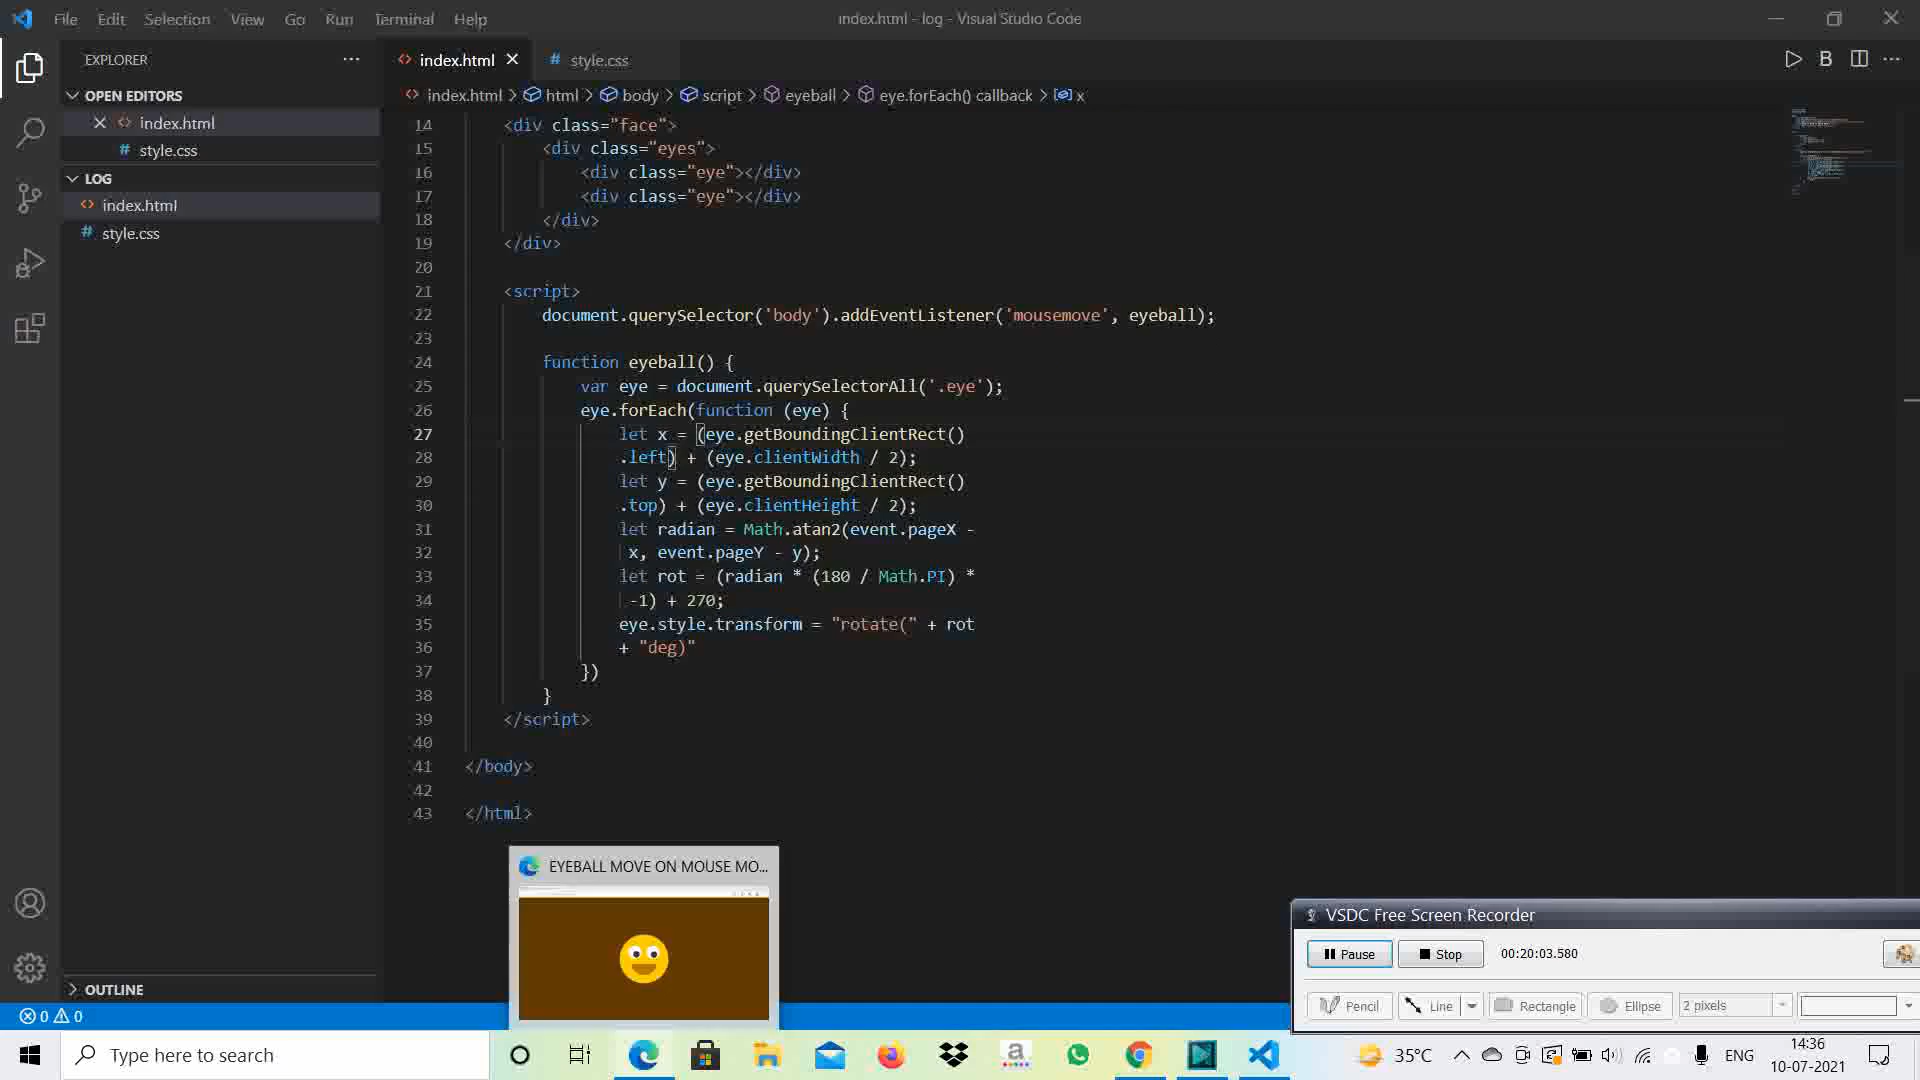 File Edit Selection View Go Run Terminal Help
index.html - log - Visual Studio Code
EXPLORER
OPEN EDITORS
index.html
style.css
LOG
index.html
style.css
OUTLINE
index.html
style.css
B
index.html > html > body > script > eyeball > eye.forEach() callback > x
14 <div class="face">
15 <div class="eyes">
16 <div class="eye"></div>
17 <div class="eye"></div>
18 </div>
19 </div>
20
21 <script>
22 document.querySelector('body').addEventListener('mousemove', eyeball);
23
24 function eyeball() {
25 var eye = document.querySelectorAll('.eye');
26 eye.forEach(function (eye) {
27 let x = (eye.getBoundingClientRect()
28 .left) + (eye.clientWidth / 2);
29 let y = (eye.getBoundingClientRect()
30 .top) + (eye.clientHeight / 2);
31 let radian = Math.atan2(event.pageX -
32 x, event.pageY - y);
33 let rot = (radian * (180 / Math.PI) *
34 -1) + 270;
35 eye.style.transform = "rotate(" + rot
36 + "deg)"
37 })
38 }
39 </script>
40
41 </body>
42
43 </html>
EYEBALL MOVE ON MOUSE MO...
VSDC Free Screen Recorder
Pause Stop 00:20:03.580
Pencil Line Rectangle Ellipse 2 pixels
0 0
Type here to search
35°C
ENG
14:36
10-07-2021